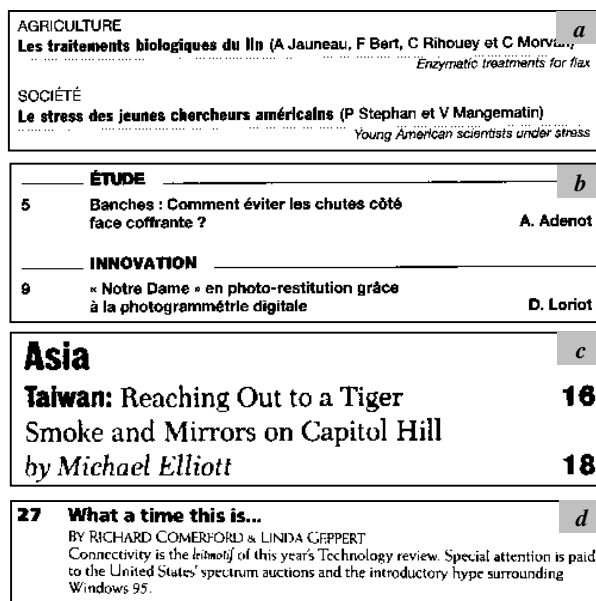 a
AGRICULTURE
Les traitements biologiques du lin (A Jauneau, F Bert, C Rihouey et C Morvan)
Enzymatic treatments for flax
SOCIÉTÉ
Le stress des jeunes chercheurs américains (P Stephan et V Mangematin)
Young American scientists under stress
b
ÉTUDE
5 Banches : Comment éviter les chutes côté
face coffrante ? A. Adenot
INNOVATION
9 « Notre Dame » en photo-restitution grâce
à la photogrammétrie digitale D. Loriot
c
Asia
Taiwan: Reaching Out to a Tiger 16
Smoke and Mirrors on Capitol Hill
by Michael Elliott 18
d
27 What a time this is...
BY RICHARD COMERFORD & LINDA GEPPERT
Connectivity is the leitmotif of this year's Technology review. Special attention is paid
to the United States' spectrum auctions and the introductory hype surrounding
Windows 95.